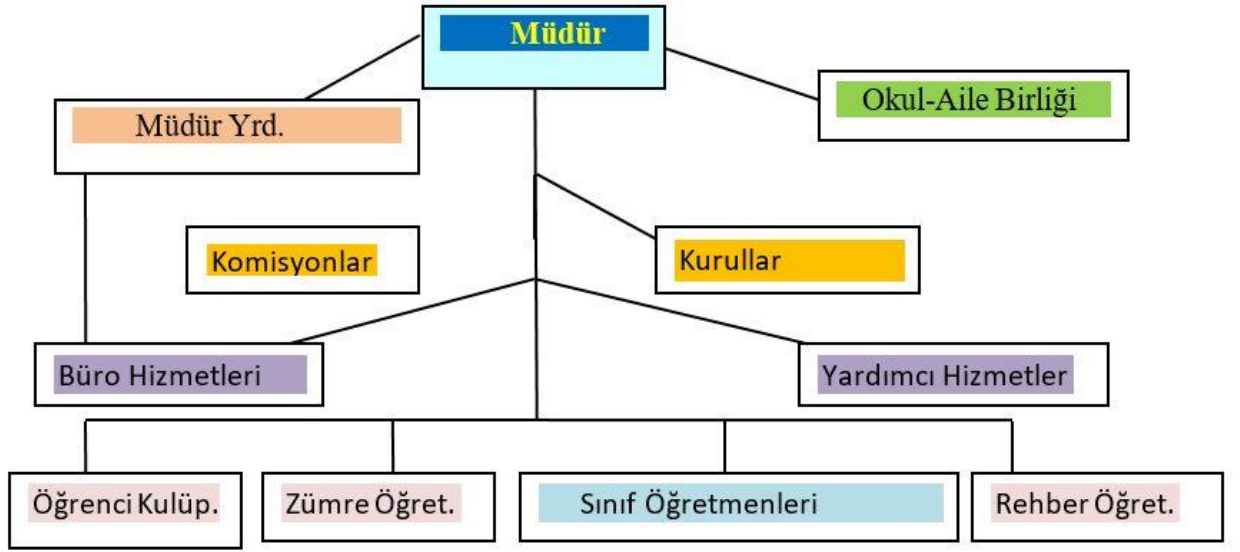 Müdür
Müdür Yrd.
Okul-Aile Birliği
Komisyonlar
Kurullar
Büro Hizmetleri
Yardımcı Hizmetler
Öğrenci Kulüp.
Zümre Öğret.
Sınıf Öğretmenleri
Rehber Öğret.